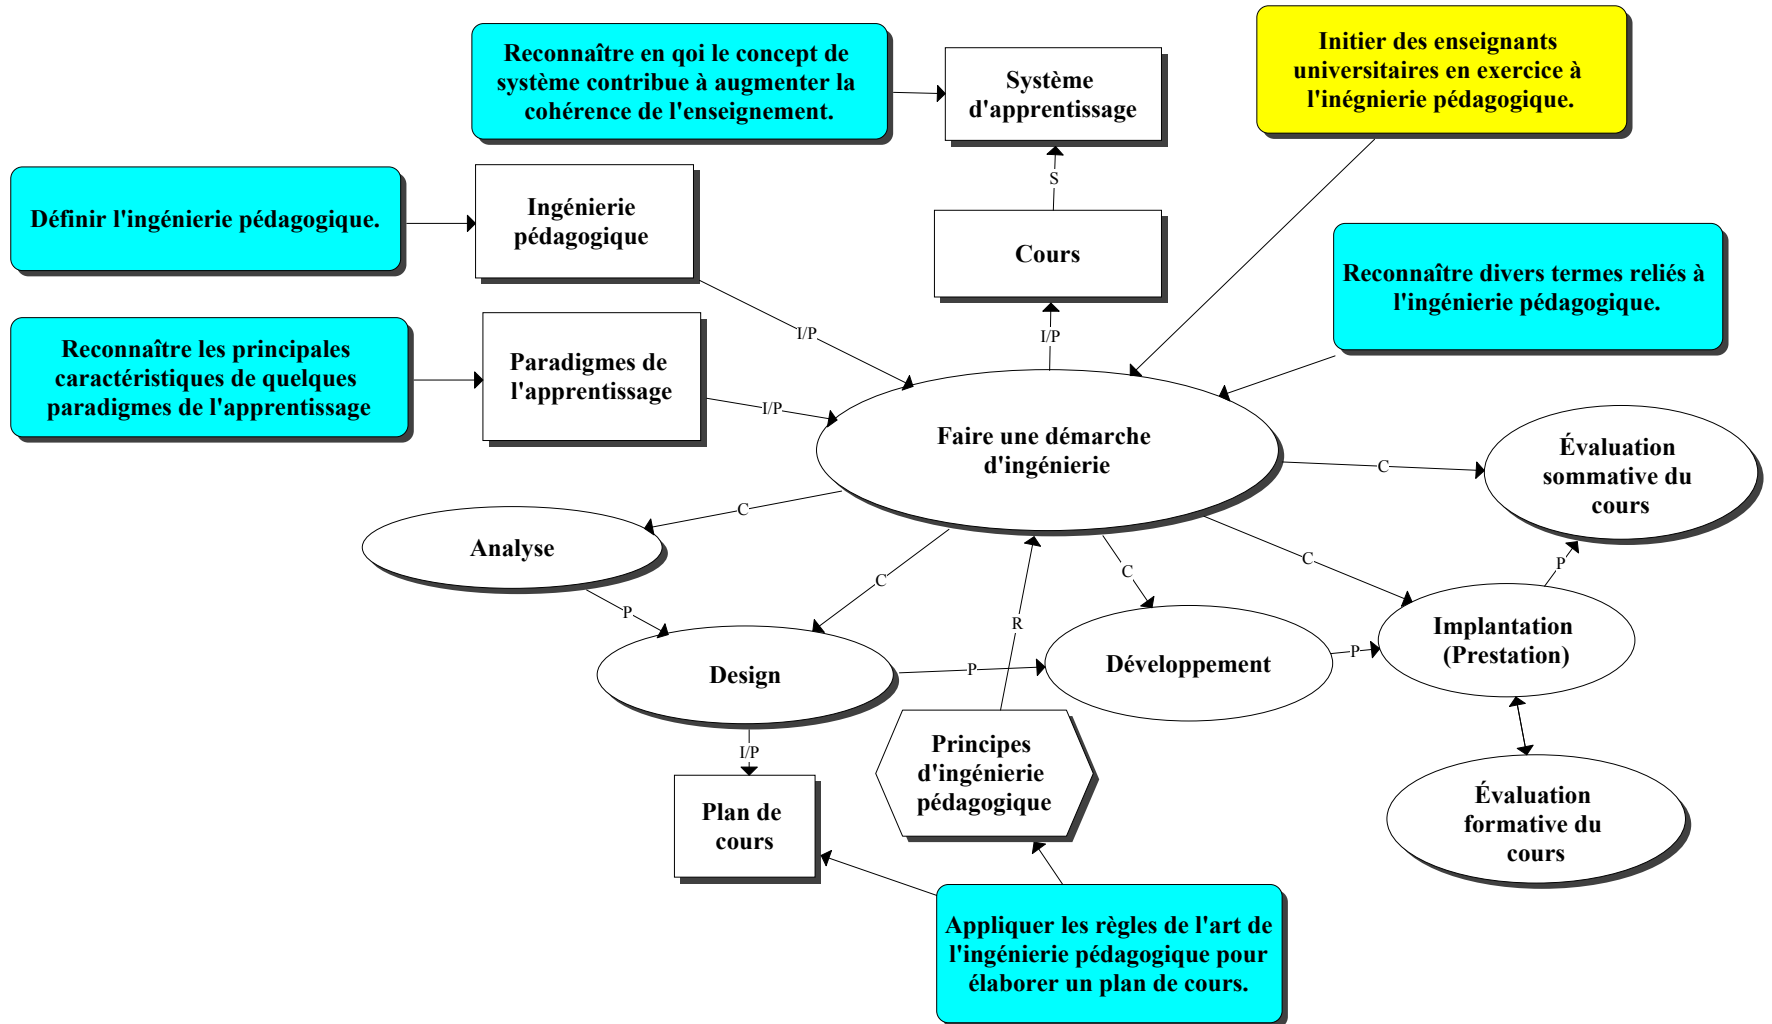 Reconnaître en qoi le concept de
système contribue à augmenter la
cohérence de l'enseignement.
Système
d'apprentissage
Initier des enseignants
universitaires en exercice à
l'inégnierie pédagogique.
S
Définir l'ingénierie pédagogique.
Ingénierie
pédagogique
Cours
Reconnaître divers termes reliés à
l'ingénierie pédagogique.
I/P
I/P
Reconnaître les principales
caractéristiques de quelques
paradigmes de l'apprentissage
Paradigmes de
l'apprentissage
I/P
Faire une démarche
d'ingénierie
C
Évaluation
sommative du
cours
C
Analyse
C
C
C
P
P
R
Design
P
Développement
P
Implantation
(Prestation)
I/P
Plan de
cours
Principes
d'ingénierie
pédagogique
Évaluation
formative du
cours
Appliquer les règles de l'art de
l'ingénierie pédagogique pour
élaborer un plan de cours.